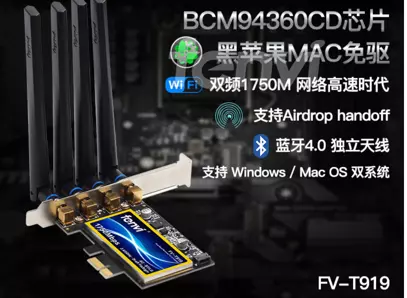 BCM94360CD芯片
黑苹果MAC免驱
WiFi 双频1750M 网络高速时代
支持Airdrop handoff
蓝牙4.0 独立天线
支持 Windows / Mac OS 双系统
fenvi
1750Mbps
FV-T919